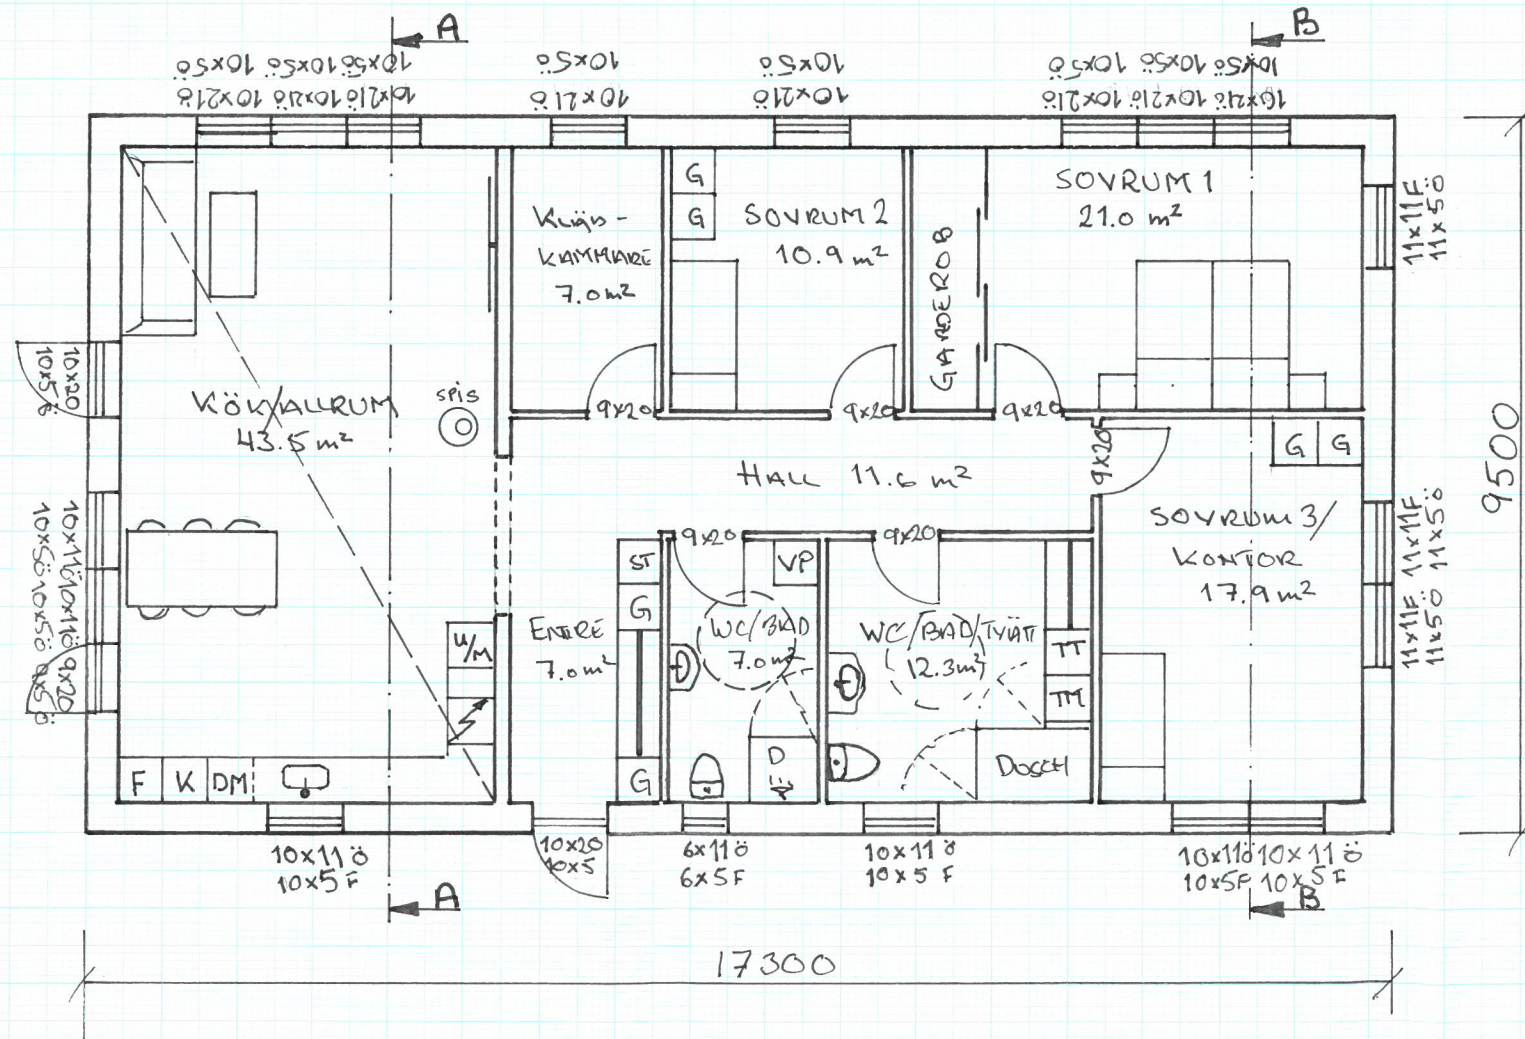 A
B
10x5ö 10x5ö 10x5ö
10x21ö 10x21ö 10x21ö
10x5ö
10x21ö
10x5ö
10x21ö
10x5ö 10x5ö 10x5ö
10x21ö 10x21ö 10x21ö
KLÄD-
KAMMARE
7.0 m²
G
G
SOVRUM 2
10.9 m²
GARDEROB
SOVRUM 1
21.0 m²
11x11F
11x5ö
10x20
10x5ö
KÖK/ALLRUM
43.5 m²
SPIS
9x20
9x20
9x20
9x20
G G
HALL 11.6 m²
9500
10x11ö 10x11ö 9x20
10x5ö 10x5ö 9x5ö
SOVRUM 3/
KONTOR
17.9 m²
11x11F 11x11F
11x5ö 11x5ö
9x20
9x20
ST
G
VP
U/M
ENTRE
7.0 m²
WC/BAD
7.0 m²
WC/BAD/TVÄTT
12.3 m²
TT
TM
F K DM
G
D
DUSCH
10x11ö
10x5F
10x20
10x5
6x11ö
6x5F
10x11ö
10x5F
10x11ö 10x11ö
10x5F 10x5F
A
B
17300